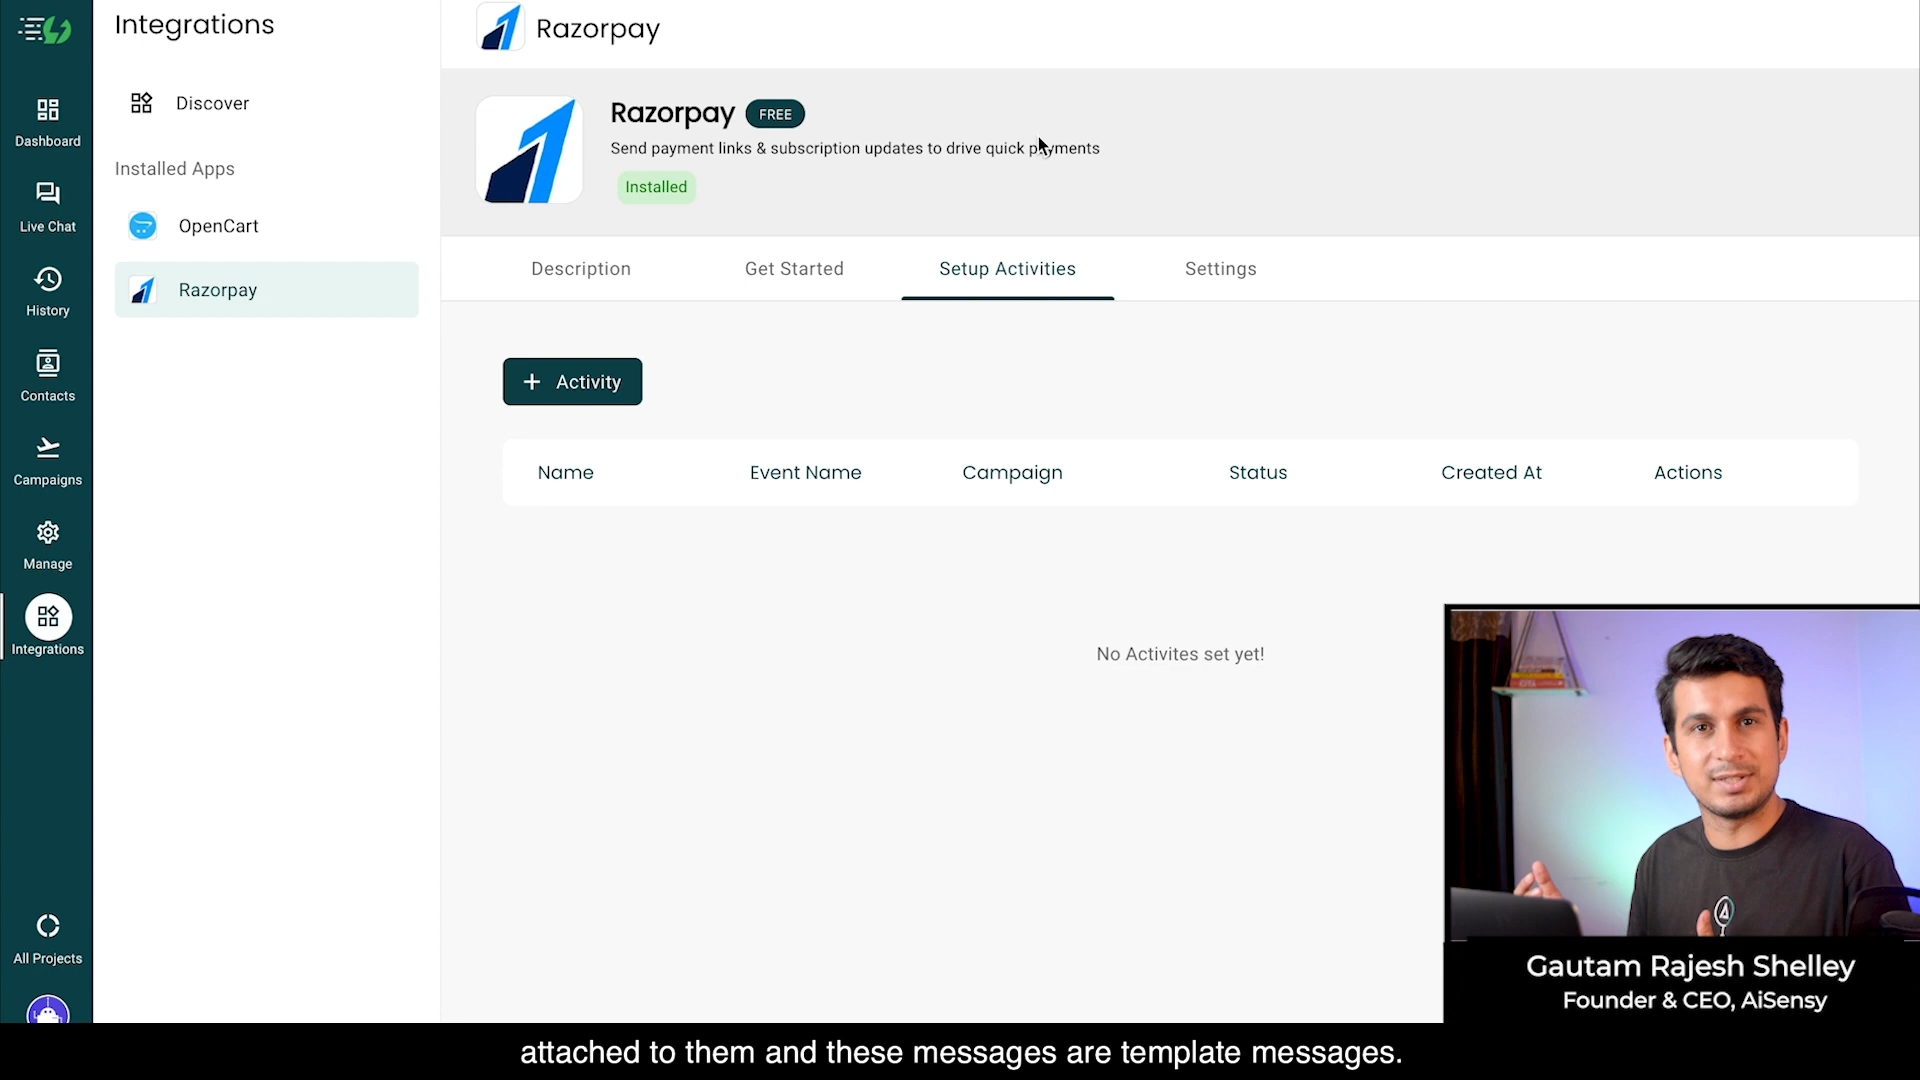 Integrations
Razorpay
Dashboard
Live Chat
History
Contacts
Campaigns
Manage
Integrations
All Projects
Discover
Installed Apps
OpenCart
Razorpay
Razorpay FREE
Send payment links & subscription updates to drive quick payments
Installed
Description Get Started Setup Activities Settings
+ Activity
Name Event Name Campaign Status Created At Actions
No Activites set yet!
Gautam Rajesh Shelley
Founder & CEO, AiSensy
attached to them and these messages are template messages.